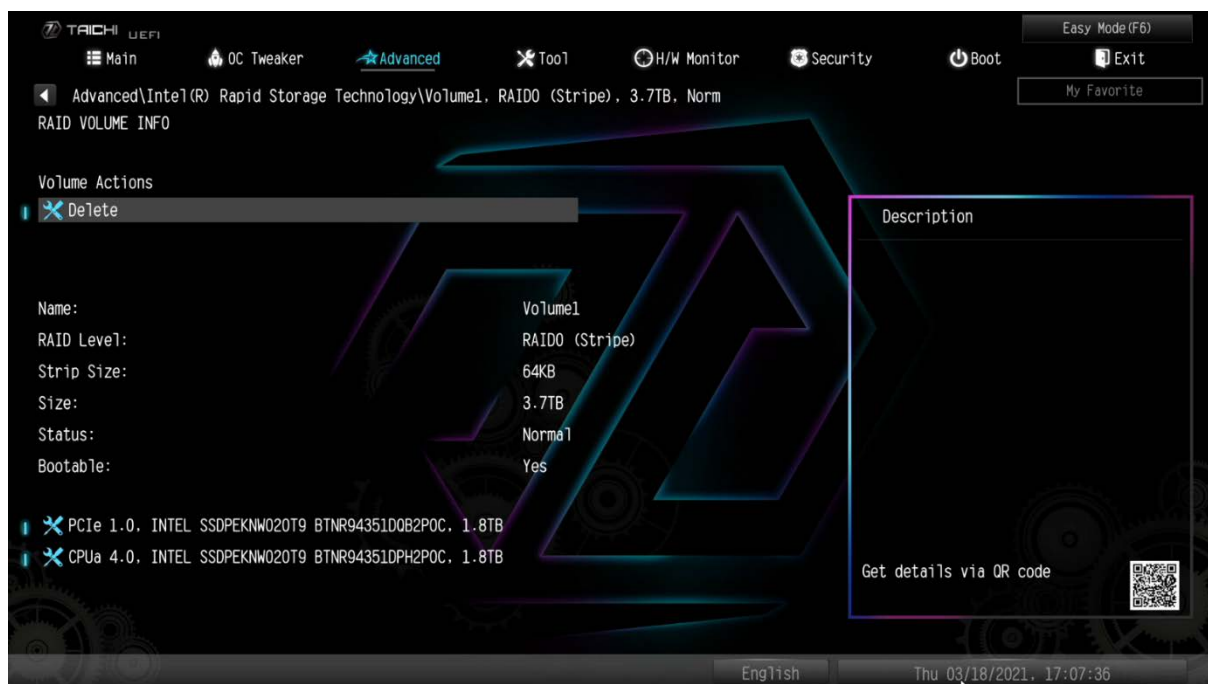 TAICHI UEFI
Easy Mode(F6)
Main OC Tweaker Advanced Tool H/W Monitor Security Boot Exit
Advanced\Intel(R) Rapid Storage Technology\Volume1, RAID0 (Stripe), 3.7TB, Norm
My Favorite
RAID VOLUME INFO
Volume Actions
Delete
Description
Name: Volume1
RAID Level: RAID0 (Stripe)
Strip Size: 64KB
Size: 3.7TB
Status: Normal
Bootable: Yes
PCIe 1.0, INTEL SSDPEKNW020T9 BTNR94351DQB2P0C, 1.8TB
CPUa 4.0, INTEL SSDPEKNW020T9 BTNR94351DPH2P0C, 1.8TB
Get details via QR code
English Thu 03/18/2021, 17:07:36